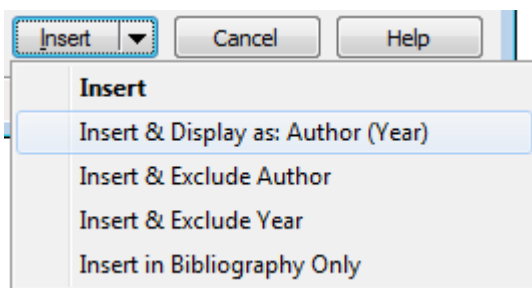 Insert Cancel Help
Insert
Insert & Display as: Author (Year)
Insert & Exclude Author
Insert & Exclude Year
Insert in Bibliography Only